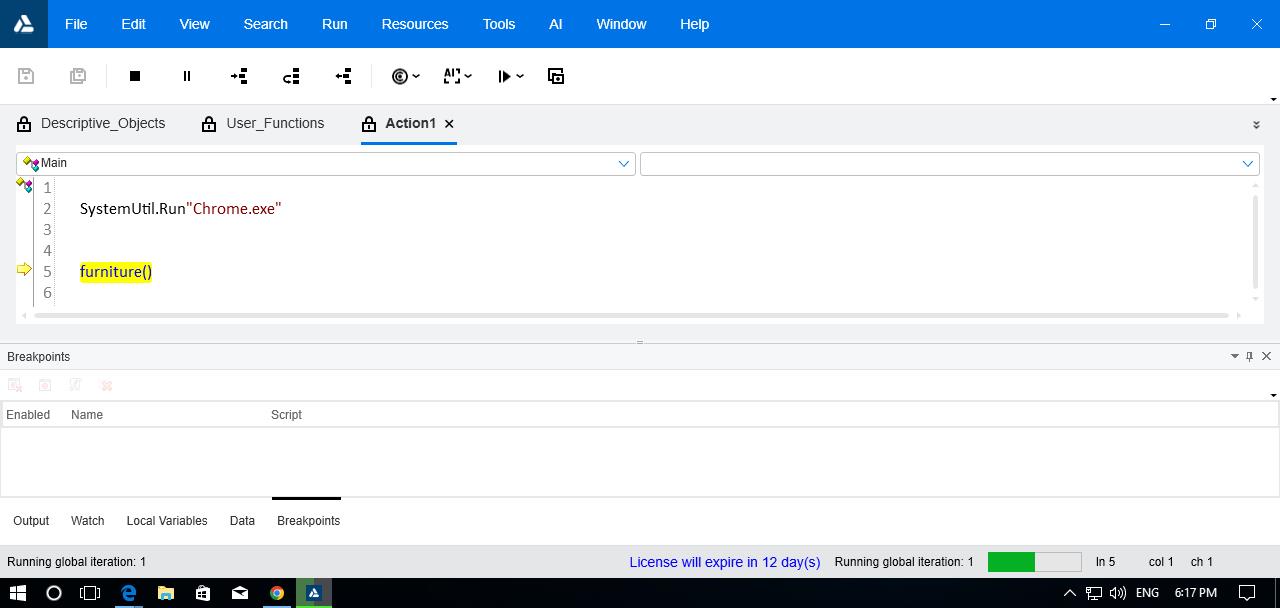 File Edit View Search Run Resources Tools AI Window Help
AI
Descriptive_Objects User_Functions Action1
Main
1
2 SystemUtil.Run"Chrome.exe"
3
4
5 furniture()
6
Breakpoints
Enabled Name Script
Output Watch Local Variables Data Breakpoints
Running global iteration: 1 License will expire in 12 day(s) Running global iteration: 1 ln 5 col 1 ch 1
ENG 6:17 PM